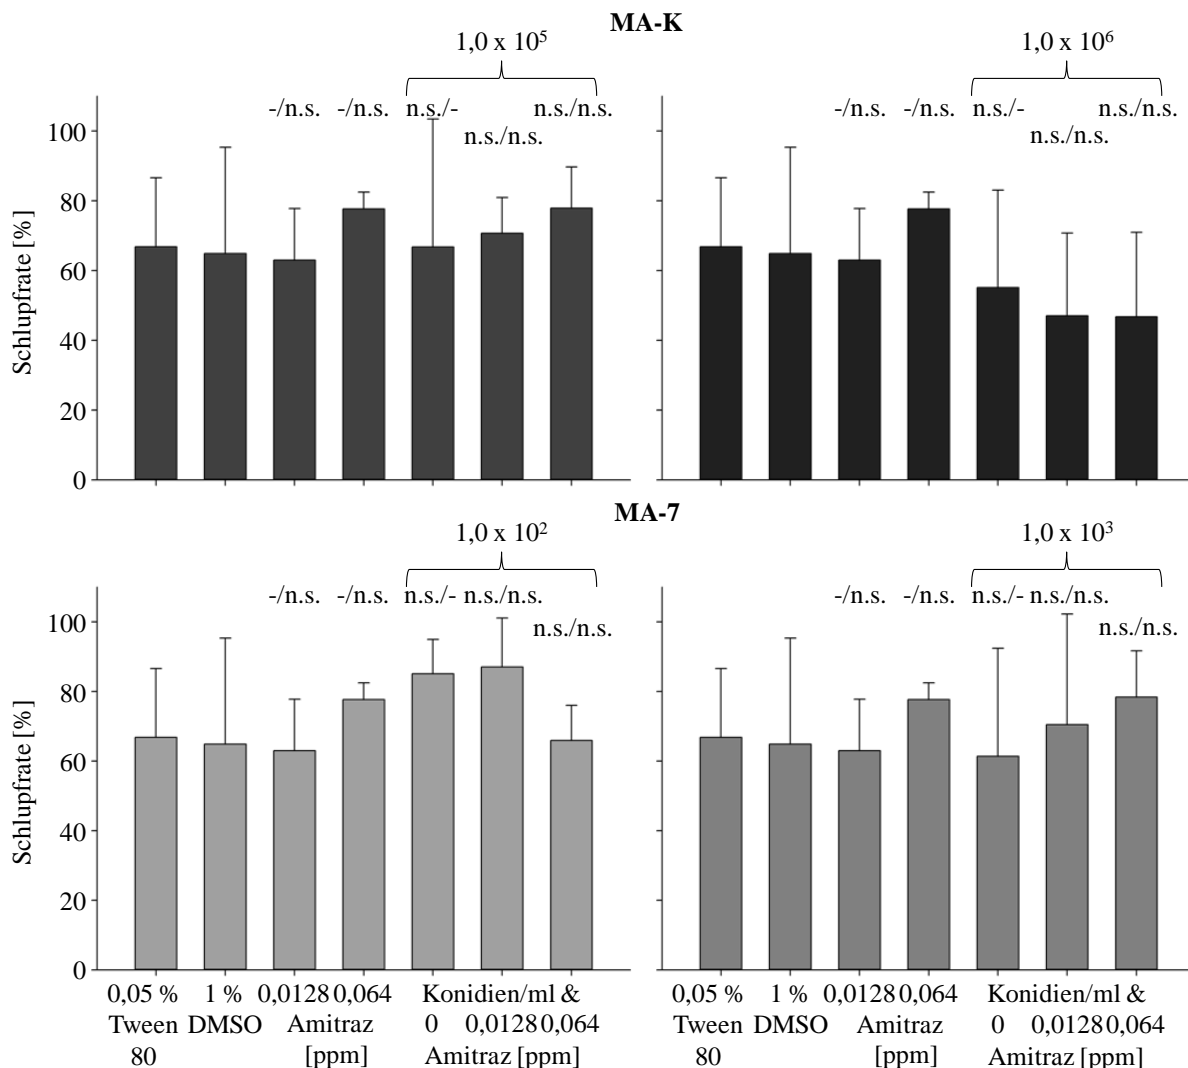 MA-K
1,0 x 10⁵
1,0 x 10⁶
-/n.s. -/n.s. n.s./- n.s./n.s.
n.s./n.s.
-/n.s. -/n.s. n.s./- n.s./n.s.
n.s./n.s.
Schlupfrate [%]
100
80
60
40
20
0
MA-7
1,0 x 10²
1,0 x 10³
-/n.s. -/n.s. n.s./- n.s./n.s.
n.s./n.s.
-/n.s. -/n.s. n.s./- n.s./n.s.
n.s./n.s.
Schlupfrate [%]
100
80
60
40
20
0
0,05 % 1 % 0,0128 0,064 Konidien/ml &
Tween DMSO Amitraz 0 0,0128 0,064
80 [ppm] Amitraz [ppm]
0,05 % 1 % 0,0128 0,064 Konidien/ml &
Tween DMSO Amitraz 0 0,0128 0,064
80 [ppm] Amitraz [ppm]